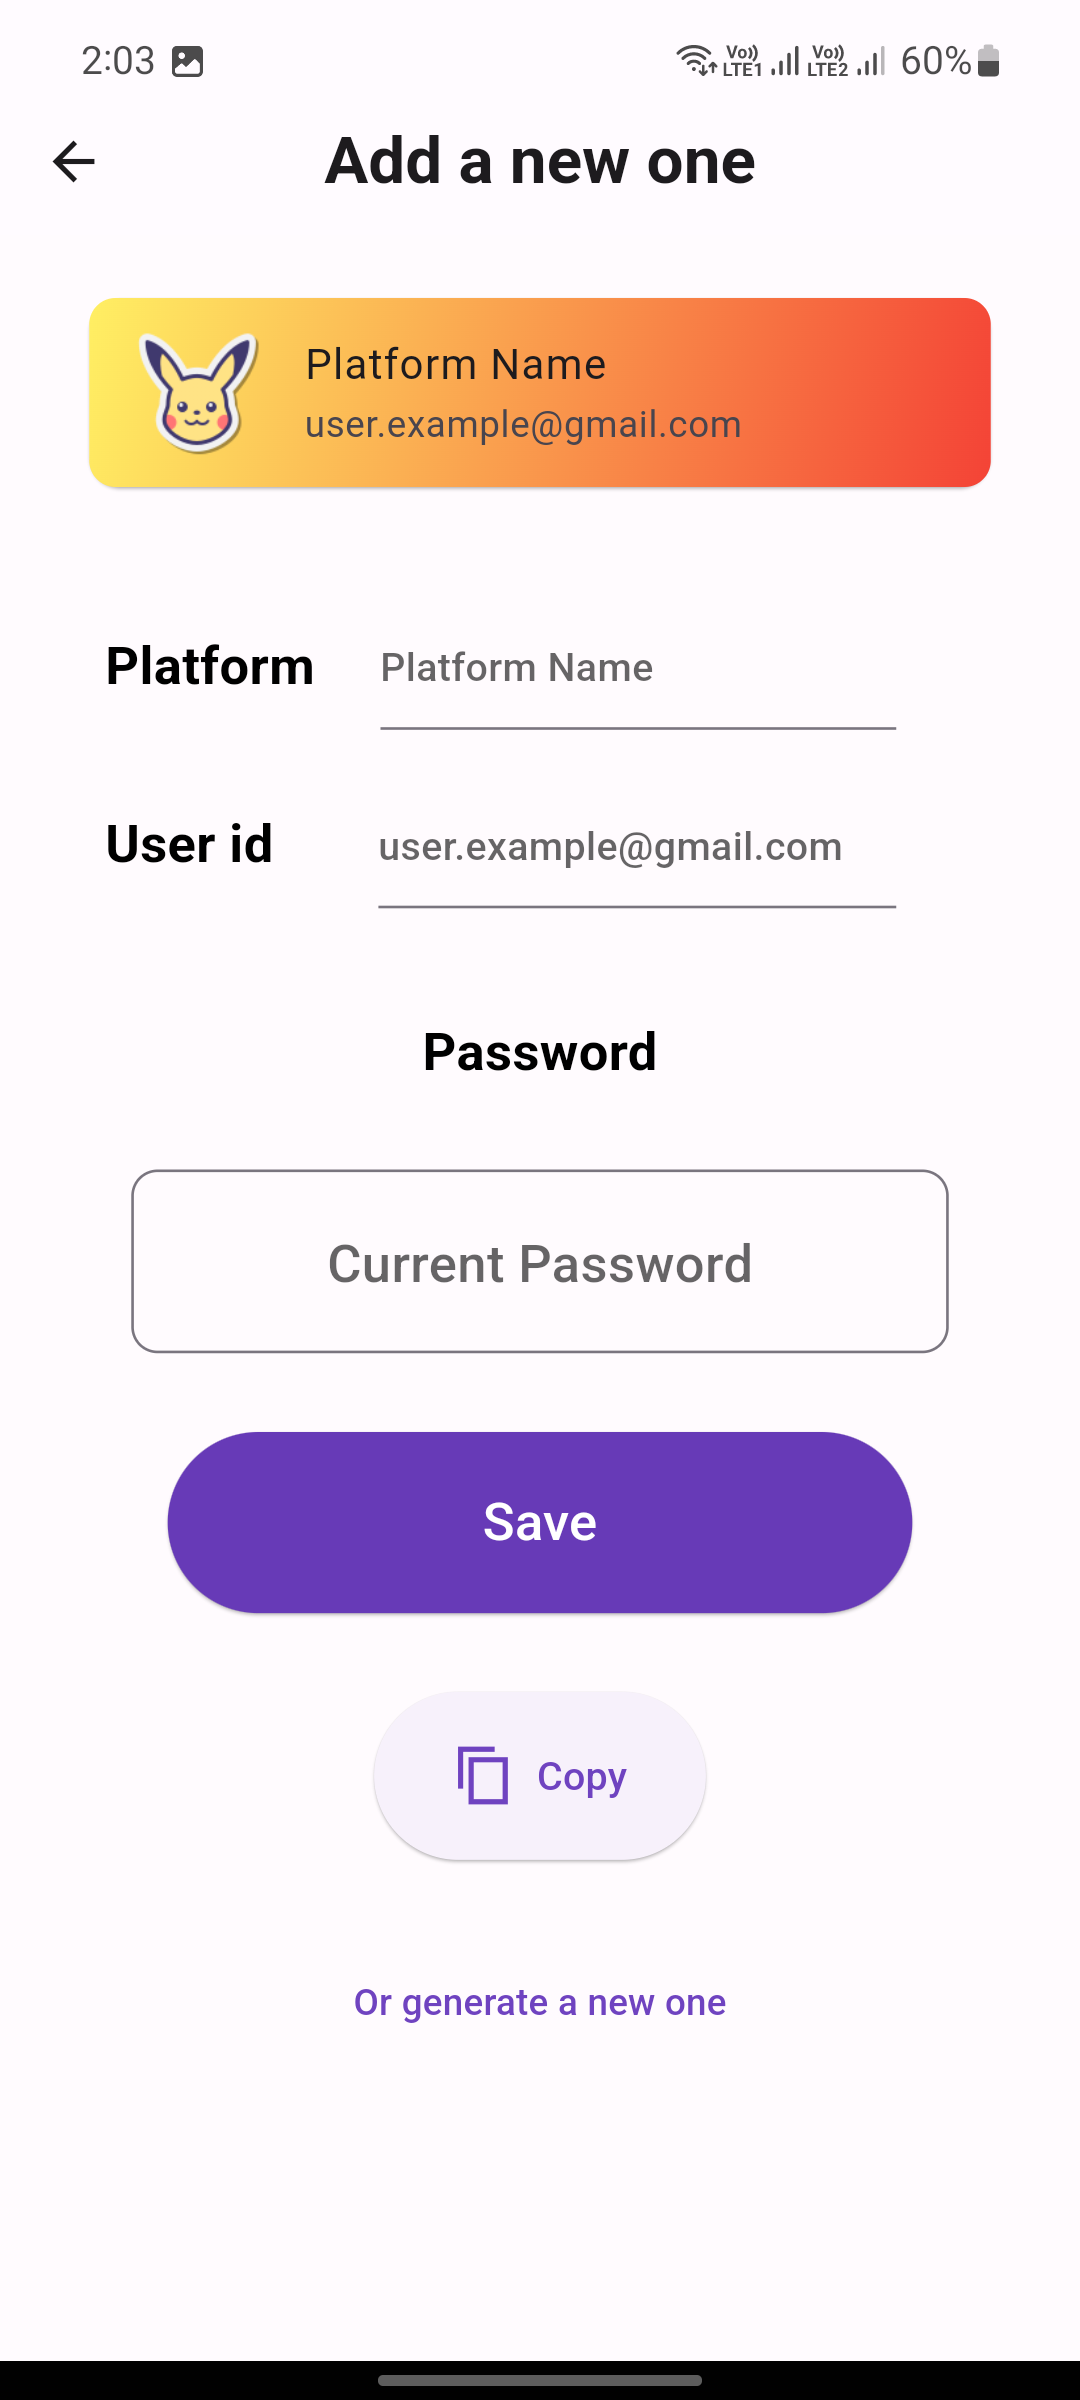 2:03 Vo)) LTE1 Vo)) LTE2 60%
Add a new one
Platform Name
user.example@gmail.com
Platform Platform Name
User id user.example@gmail.com
Password
Current Password
Save
Copy
Or generate a new one